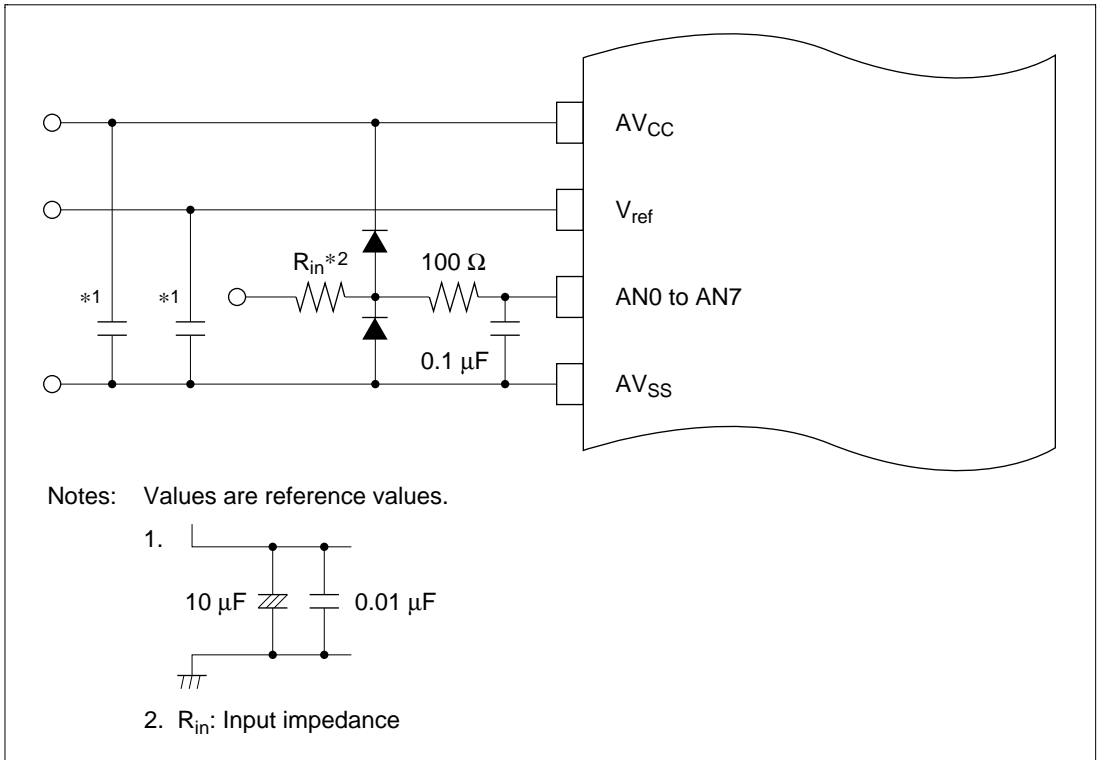 AVCC
Vref
Rin*2
100 Ω
*1
*1
AN0 to AN7
0.1 μF
AVSS
Notes: Values are reference values.
1.
10 μF
0.01 μF
2. Rin: Input impedance